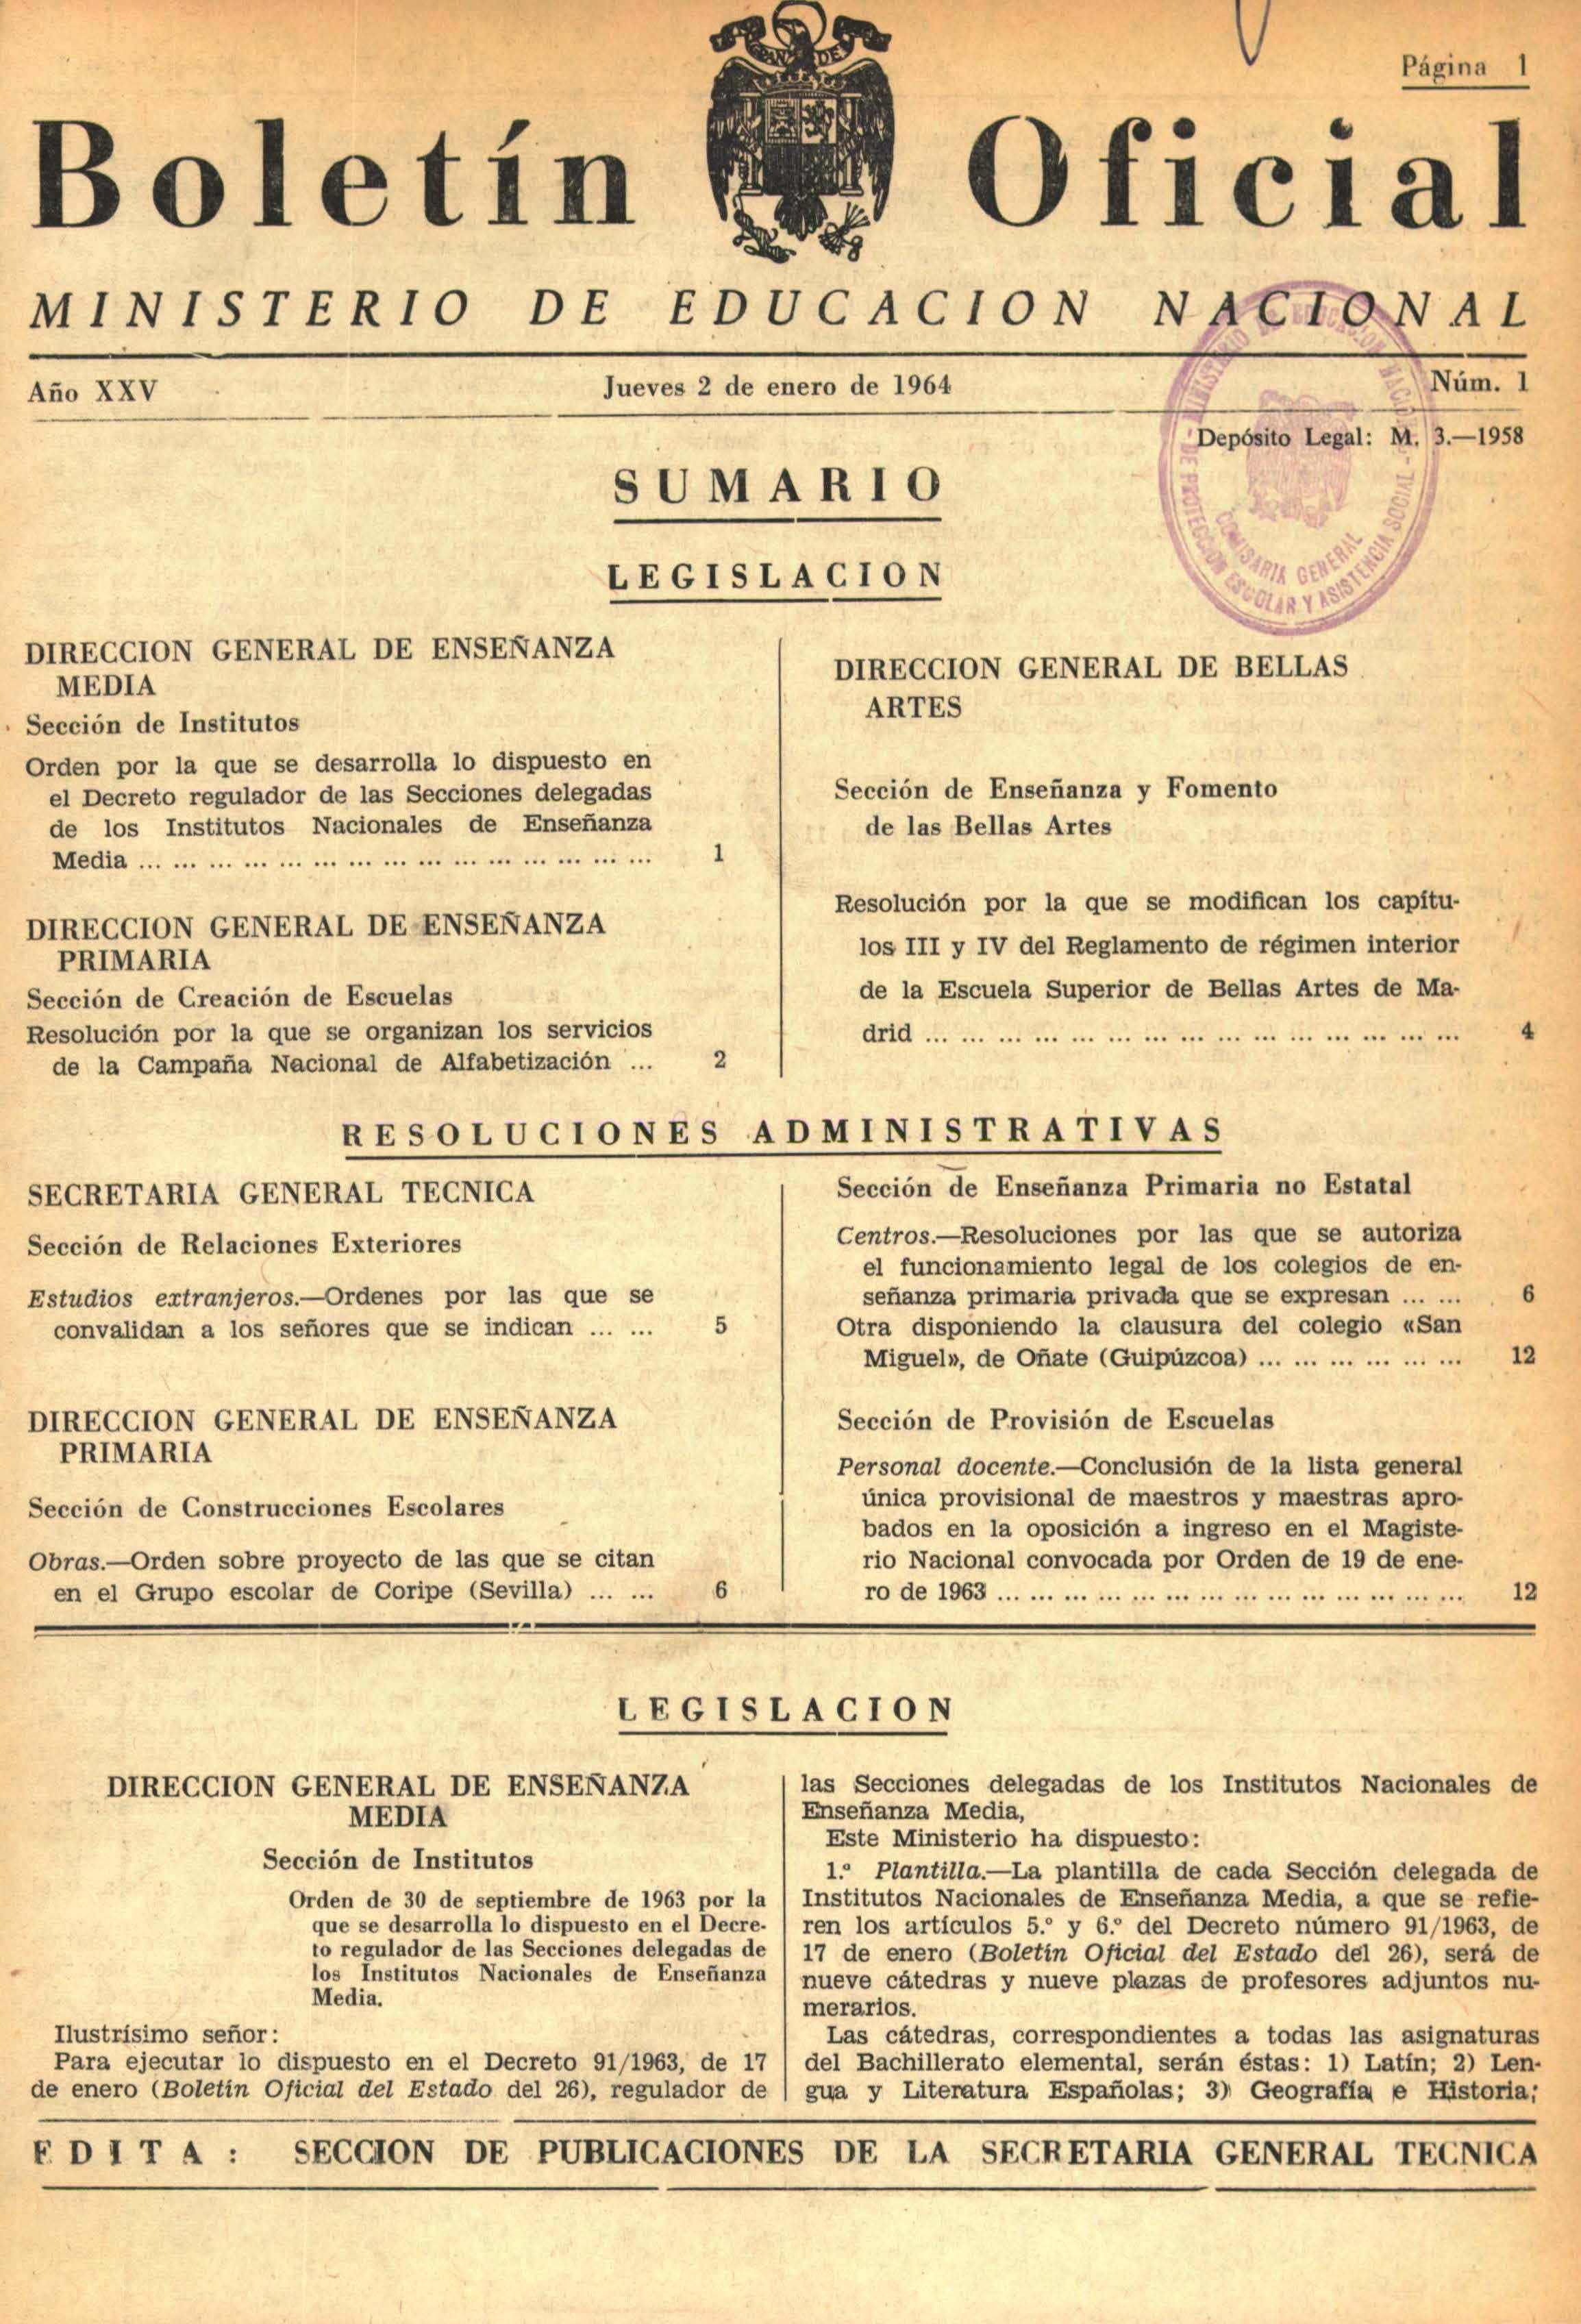 Página 1
Boletín Oficial
MINISTERIO DE EDUCACION NACIONAL
Año XXV
Jueves 2 de enero de 1964
Núm. 1
Depósito Legal: M. 3.—1958
COMISARIA GENERAL
DE PROTECCION ESCOLAR Y ASISTENCIA SOCIAL
SUMARIO
LEGISLACION
DIRECCION GENERAL DE ENSEÑANZA
MEDIA
Sección de Institutos
Orden por la que se desarrolla lo dispuesto en
el Decreto regulador de las Secciones delegadas
de los Institutos Nacionales de Enseñanza
Media ... ... ... ... ... ... ... ... ... ... ... ... ... ... ... 1
DIRECCION GENERAL DE ENSEÑANZA
PRIMARIA
Sección de Creación de Escuelas
Resolución por la que se organizan los servicios
de la Campaña Nacional de Alfabetización ... 2
DIRECCION GENERAL DE BELLAS
ARTES
Sección de Enseñanza y Fomento
de las Bellas Artes
Resolución por la que se modifican los capítu-
los III y IV del Reglamento de régimen interior
de la Escuela Superior de Bellas Artes de Ma-
drid ... ... ... ... ... ... ... ... ... ... ... ... ... ... ... 4
RESOLUCIONES ADMINISTRATIVAS
SECRETARIA GENERAL TECNICA
Sección de Relaciones Exteriores
Estudios extranjeros.—Ordenes por las que se
convalidan a los señores que se indican ... ... 5
DIRECCION GENERAL DE ENSEÑANZA
PRIMARIA
Sección de Construcciones Escolares
Obras.—Orden sobre proyecto de las que se citan
en el Grupo escolar de Coripe (Sevilla) ... ... 6
Sección de Enseñanza Primaria no Estatal
Centros.—Resoluciones por las que se autoriza
el funcionamiento legal de los colegios de en-
señanza primaria privada que se expresan ... ... 6
Otra disponiendo la clausura del colegio «San
Miguel», de Oñate (Guipúzcoa) ... ... ... ... ... ... 12
Sección de Provisión de Escuelas
Personal docente.—Conclusión de la lista general
única provisional de maestros y maestras apro-
bados en la oposición a ingreso en el Magiste-
rio Nacional convocada por Orden de 19 de ene-
ro de 1963 ... ... ... ... ... ... ... ... ... ... ... ... ... ... 12
LEGISLACION
DIRECCION GENERAL DE ENSEÑANZA
MEDIA
Sección de Institutos
Orden de 30 de septiembre de 1963 por la
que se desarrolla lo dispuesto en el Decre-
to regulador de las Secciones delegadas de
los Institutos Nacionales de Enseñanza
Media.
Ilustrísimo señor:
Para ejecutar lo dispuesto en el Decreto 91/1963, de 17
de enero (Boletín Oficial del Estado del 26), regulador de
las Secciones delegadas de los Institutos Nacionales de
Enseñanza Media,
Este Ministerio ha dispuesto:
1.º Plantilla.—La plantilla de cada Sección delegada de
Institutos Nacionales de Enseñanza Media, a que se refie-
ren los artículos 5.º y 6.º del Decreto número 91/1963, de
17 de enero (Boletín Oficial del Estado del 26), será de
nueve cátedras y nueve plazas de profesores adjuntos nu-
merarios.
Las cátedras, correspondientes a todas las asignaturas
del Bachillerato elemental, serán éstas: 1) Latín; 2) Len-
gua y Literatura Españolas; 3) Geografía e Historia;
EDITA: SECCION DE PUBLICACIONES DE LA SECRETARIA GENERAL TECNICA